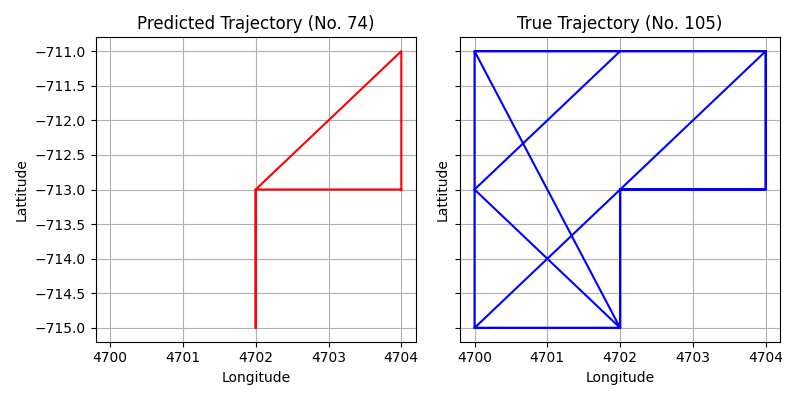 Predicted Trajectory (No. 74)
−711.0
−711.5
−712.0
−712.5
−713.0
−713.5
−714.0
−714.5
−715.0
Lattitude
4700 4701 4702 4703 4704
Longitude
True Trajectory (No. 105)
Lattitude
4700 4701 4702 4703 4704
Longitude